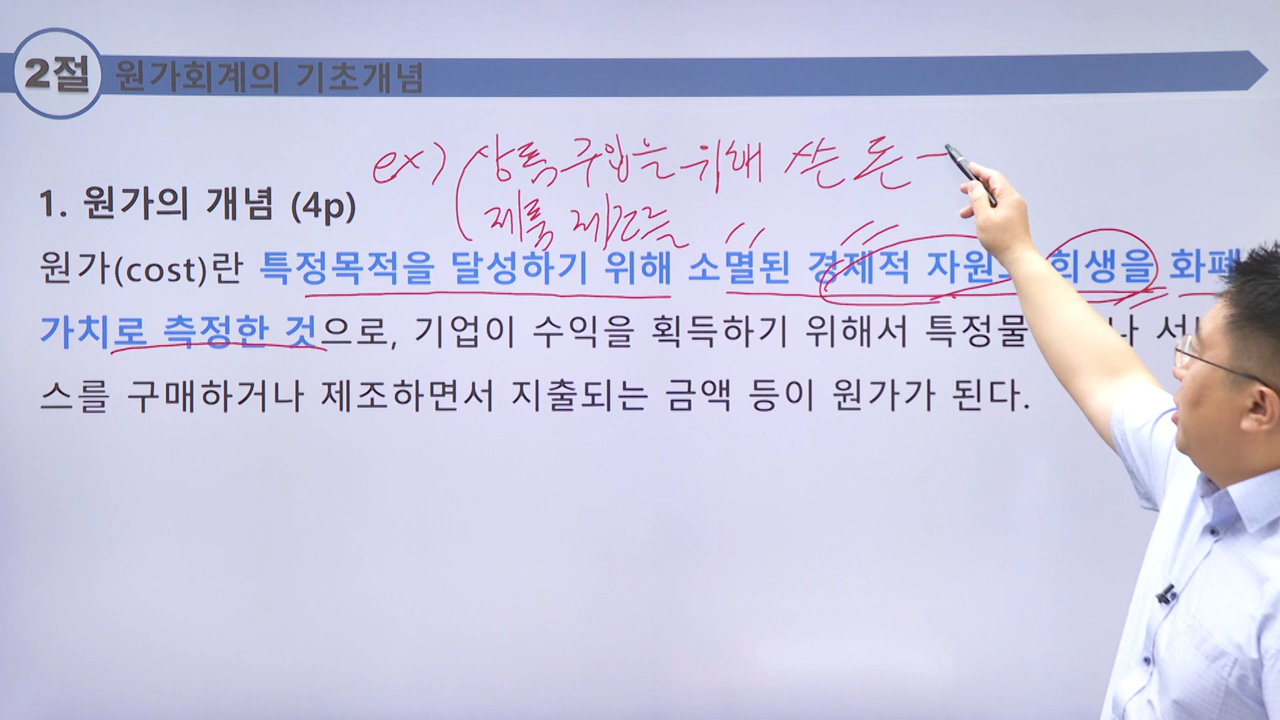 2절 원가회계의 기초개념
ex) 상품 구입을 위해 쓴 돈
1. 원가의 개념 (4p)
제품 제조를 〃 〃
원가(cost)란 특정목적을 달성하기 위해 소멸된 경제적 자원의 희생을 화폐
가치로 측정한 것으로, 기업이 수익을 획득하기 위해서 특정물
스를 구매하거나 제조하면서 지출되는 금액 등이 원가가 된다.